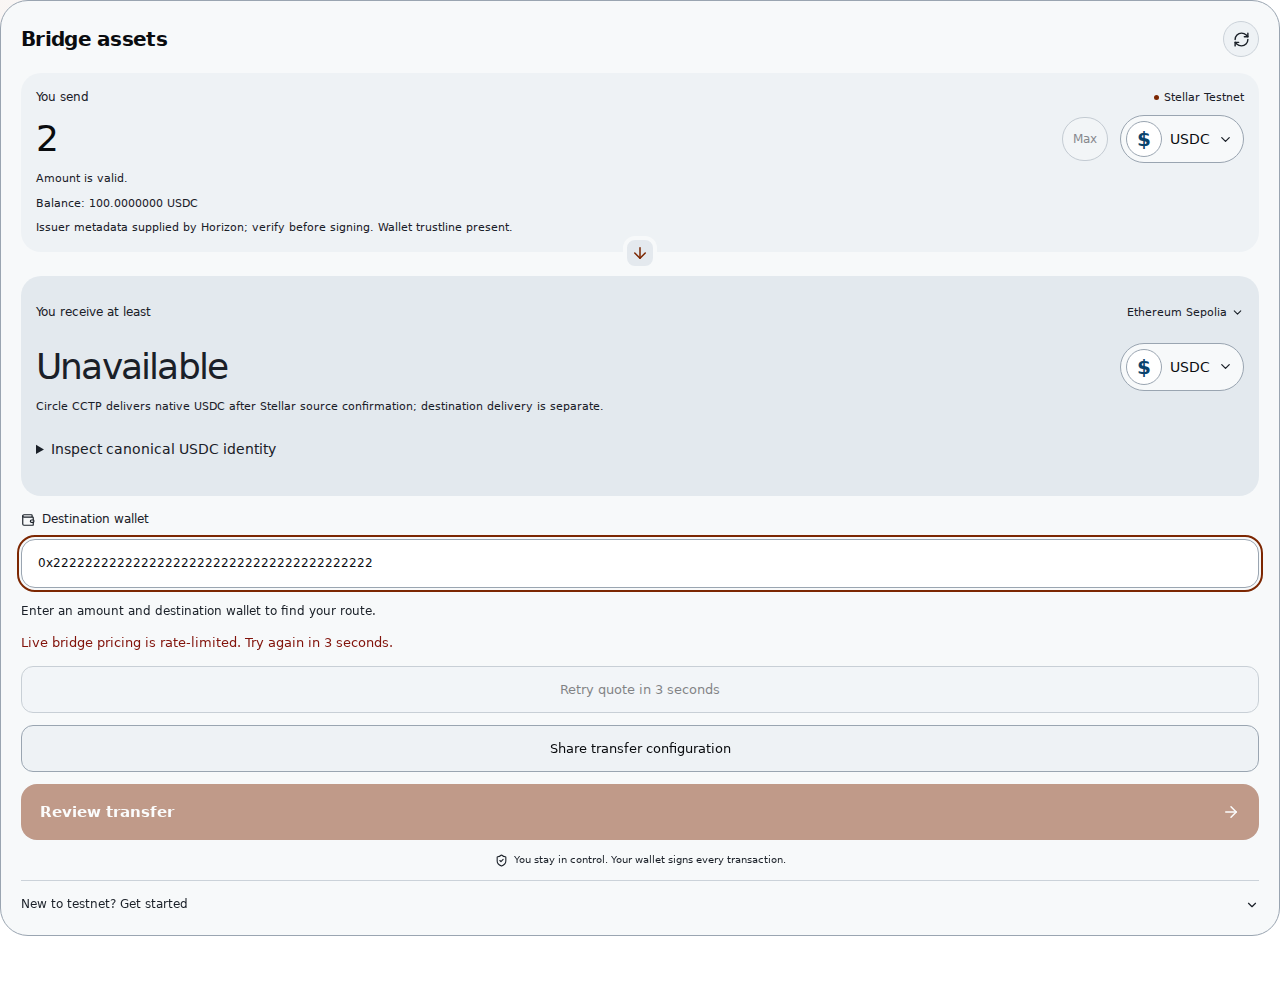 Bridge assets
You send
Stellar Testnet
2
Max
$ USDC
Amount is valid.
Balance: 100.0000000 USDC
Issuer metadata supplied by Horizon; verify before signing. Wallet trustline present.
You receive at least
Ethereum Sepolia
Unavailable
$ USDC
Circle CCTP delivers native USDC after Stellar source confirmation; destination delivery is separate.
Inspect canonical USDC identity
Destination wallet
0x2222222222222222222222222222222222222222
Enter an amount and destination wallet to find your route.
Live bridge pricing is rate-limited. Try again in 3 seconds.
Retry quote in 3 seconds
Share transfer configuration
Review transfer
You stay in control. Your wallet signs every transaction.
New to testnet? Get started